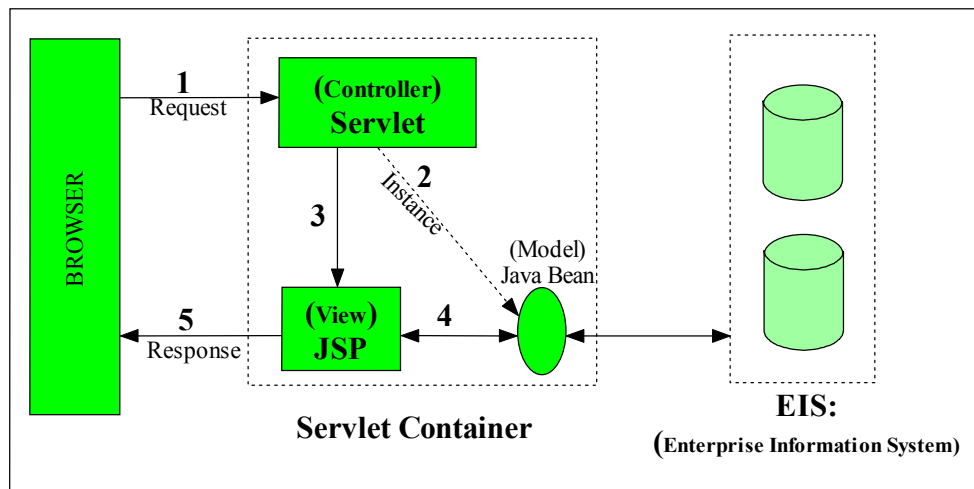 BROWSER
1
Request
(Controller)
Servlet
2
Instance
3
(Model)
Java Bean
(View)
JSP
4
5
Response
Servlet Container
EIS:
(Enterprise Information System)